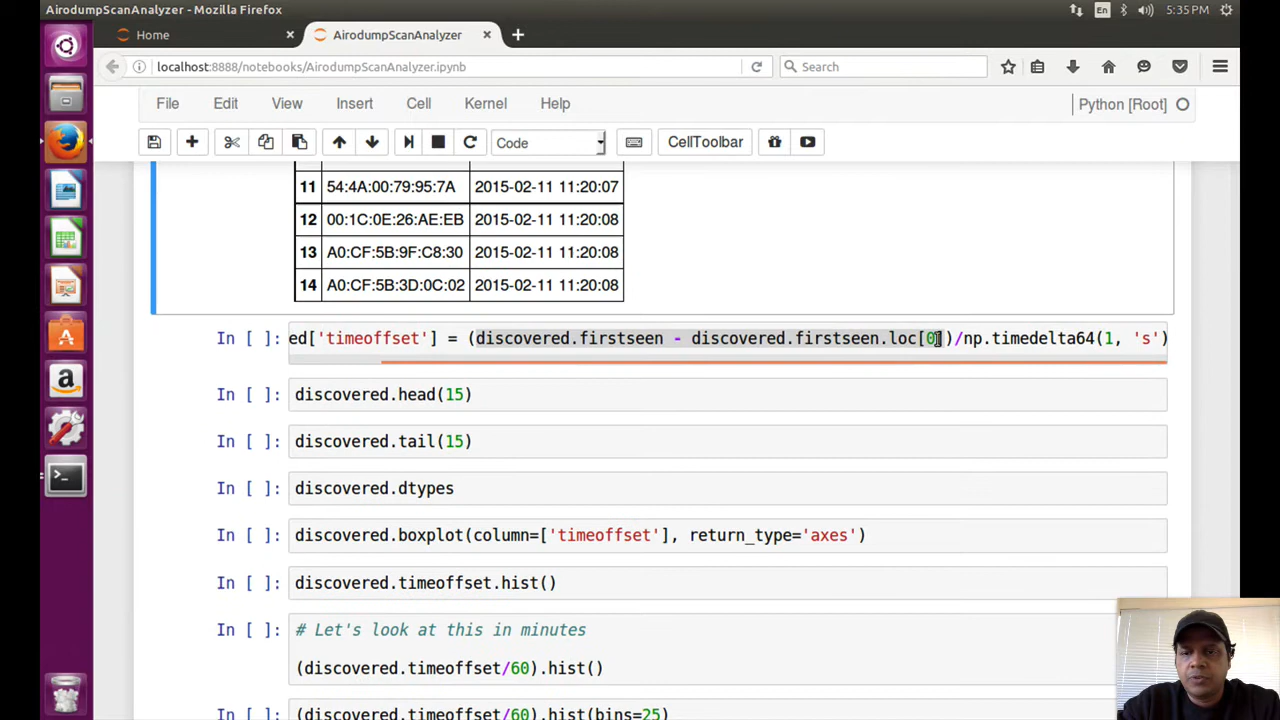 AirodumpScanAnalyzer - Mozilla Firefox
En
5:35 PM
Home
AirodumpScanAnalyzer
localhost:8888/notebooks/AirodumpScanAnalyzer.ipynb
Search
File Edit View Insert Cell Kernel Help
Python [Root]
Code
CellToolbar
11 54:4A:00:79:95:7A 2015-02-11 11:20:07
12 00:1C:0E:26:AE:EB 2015-02-11 11:20:08
13 A0:CF:5B:9F:C8:30 2015-02-11 11:20:08
14 A0:CF:5B:3D:0C:02 2015-02-11 11:20:08
In [ ]: ed['timeoffset'] = (discovered.firstseen - discovered.firstseen.loc[0])/np.timedelta64(1, 's')
In [ ]: discovered.head(15)
In [ ]: discovered.tail(15)
In [ ]: discovered.dtypes
In [ ]: discovered.boxplot(column=['timeoffset'], return_type='axes')
In [ ]: discovered.timeoffset.hist()
In [ ]: # Let's look at this in minutes
(discovered.timeoffset/60).hist()
In [ ]: (discovered.timeoffset/60).hist(bins=25)